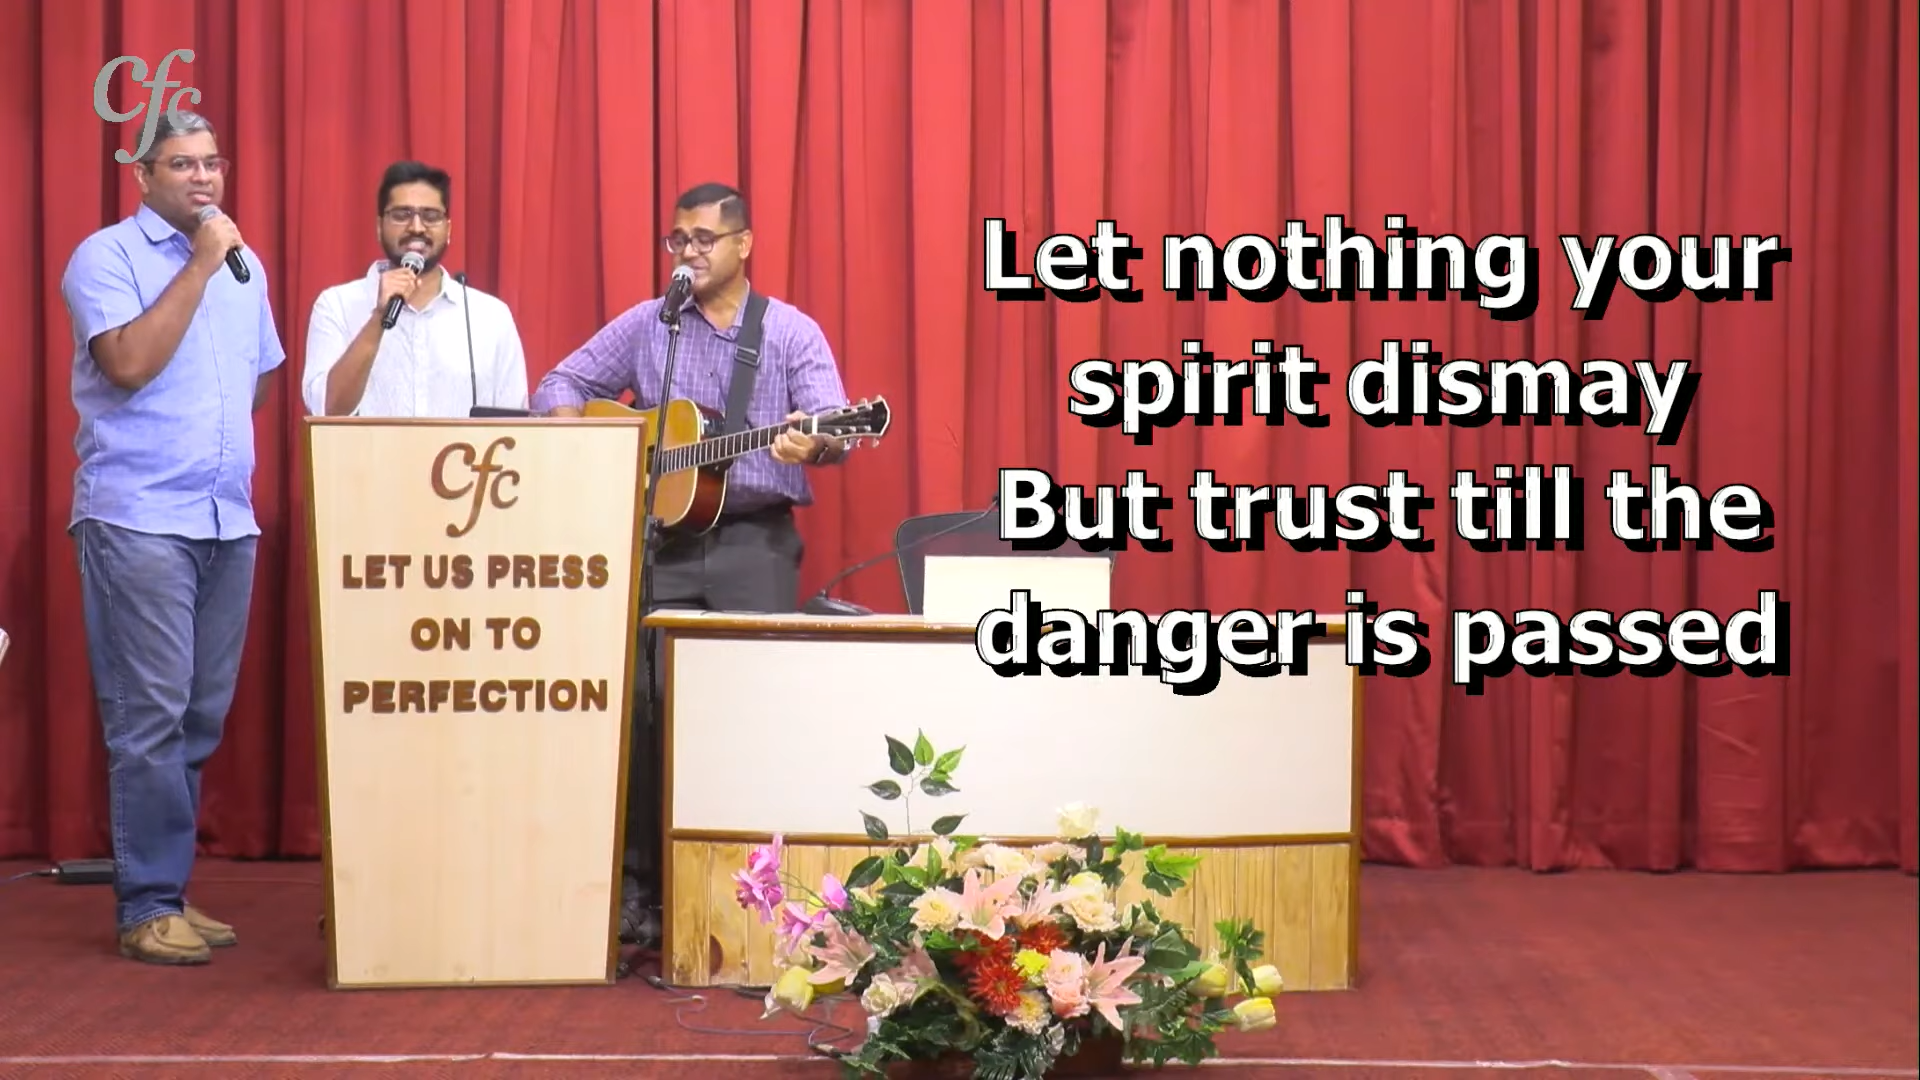 cfc
Let nothing your
spirit dismay
But trust till the
danger is passed
cfc
LET US PRESS
ON TO
PERFECTION